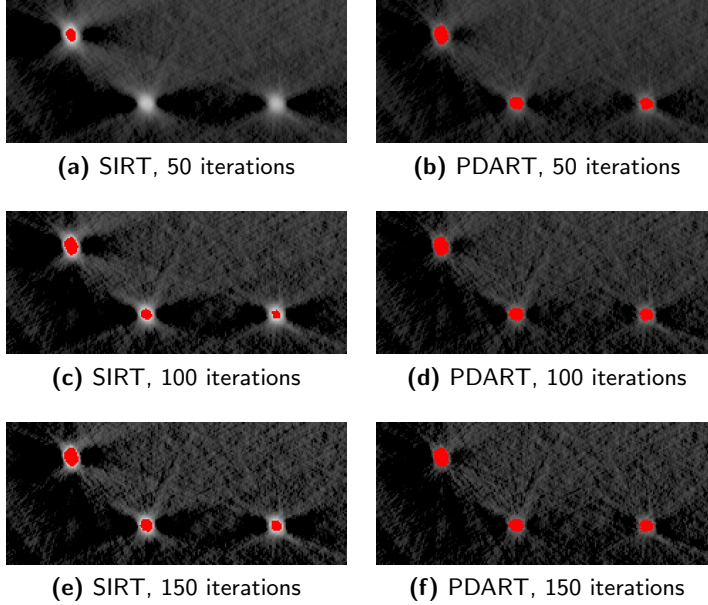 (a) SIRT, 50 iterations
(b) PDART, 50 iterations
(c) SIRT, 100 iterations
(d) PDART, 100 iterations
(e) SIRT, 150 iterations
(f) PDART, 150 iterations